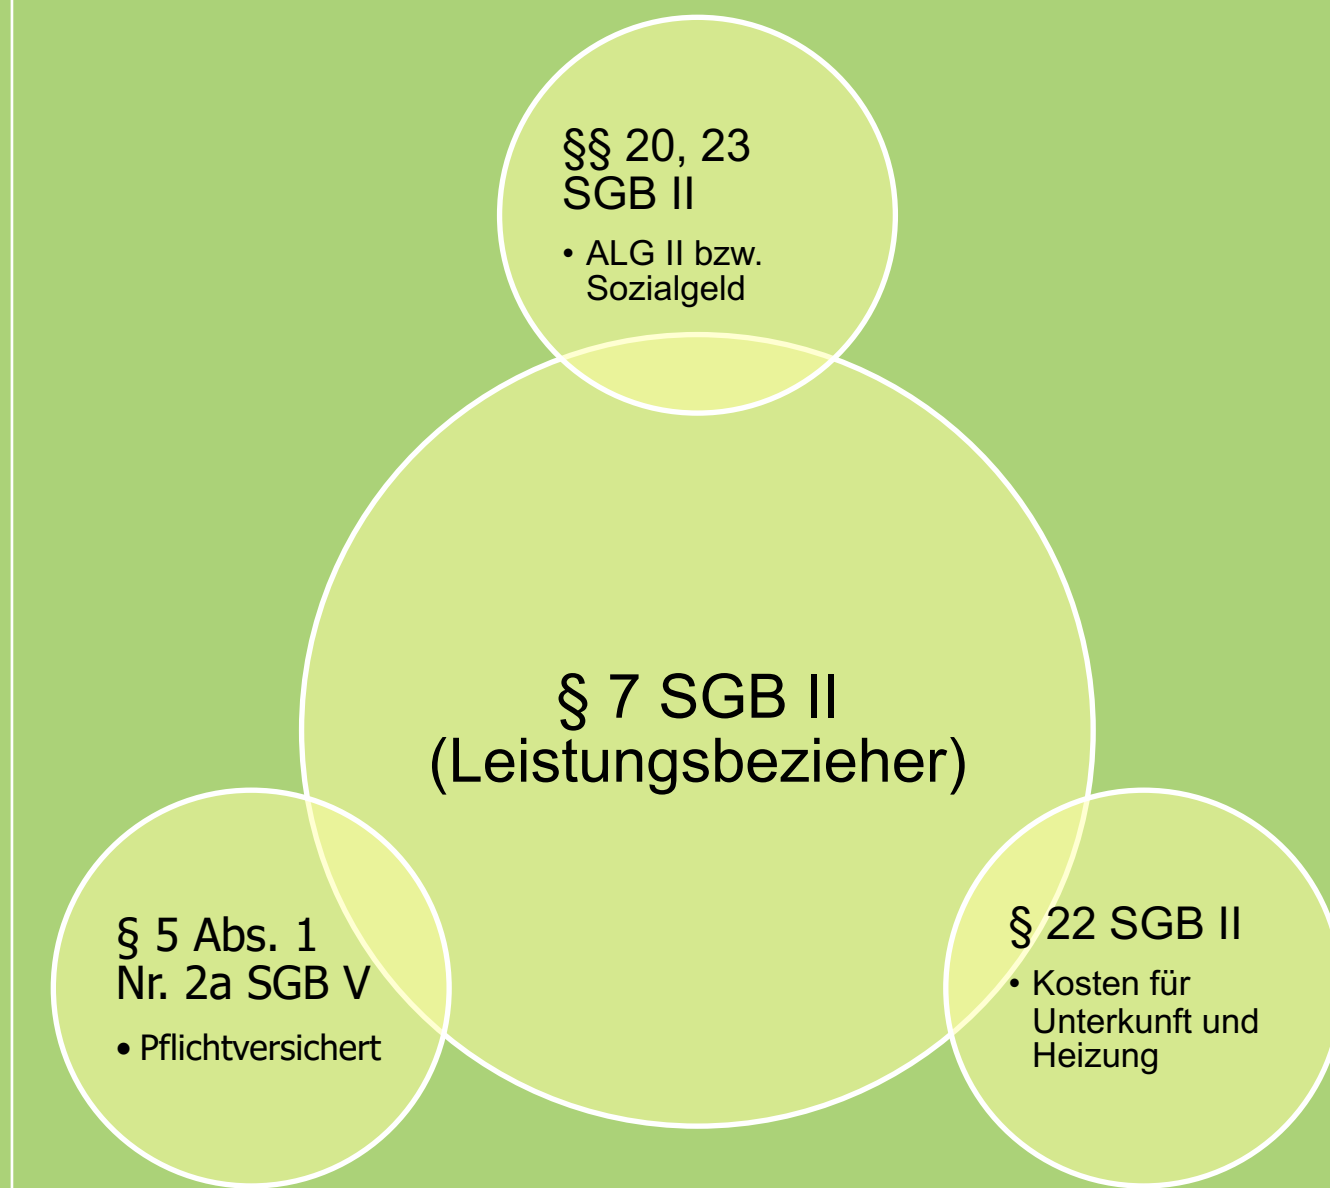 §§ 20, 23
SGB II
• ALG II bzw.
Sozialgeld
§ 7 SGB II
(Leistungsbezieher)
§ 5 Abs. 1
Nr. 2a SGB V
• Pflichtversichert
§ 22 SGB II
• Kosten für
Unterkunft und
Heizung